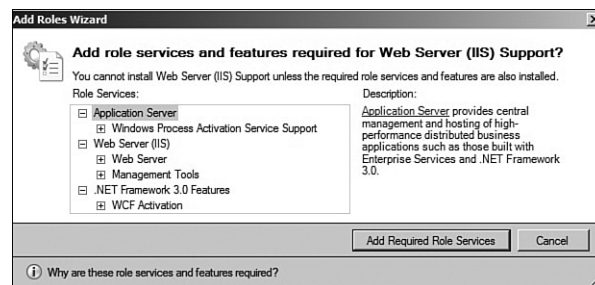 Add Roles Wizard
Add role services and features required for Web Server (IIS) Support?
You cannot install Web Server (IIS) Support unless the required role services and features are also installed.
Role Services:
Application Server
Windows Process Activation Service Support
Web Server (IIS)
Web Server
Management Tools
.NET Framework 3.0 Features
WCF Activation
Description:
Application Server provides central
management and hosting of high-
performance distributed business
applications such as those built with
Enterprise Services and .NET Framework
3.0.
Add Required Role Services
Cancel
Why are these role services and features required?